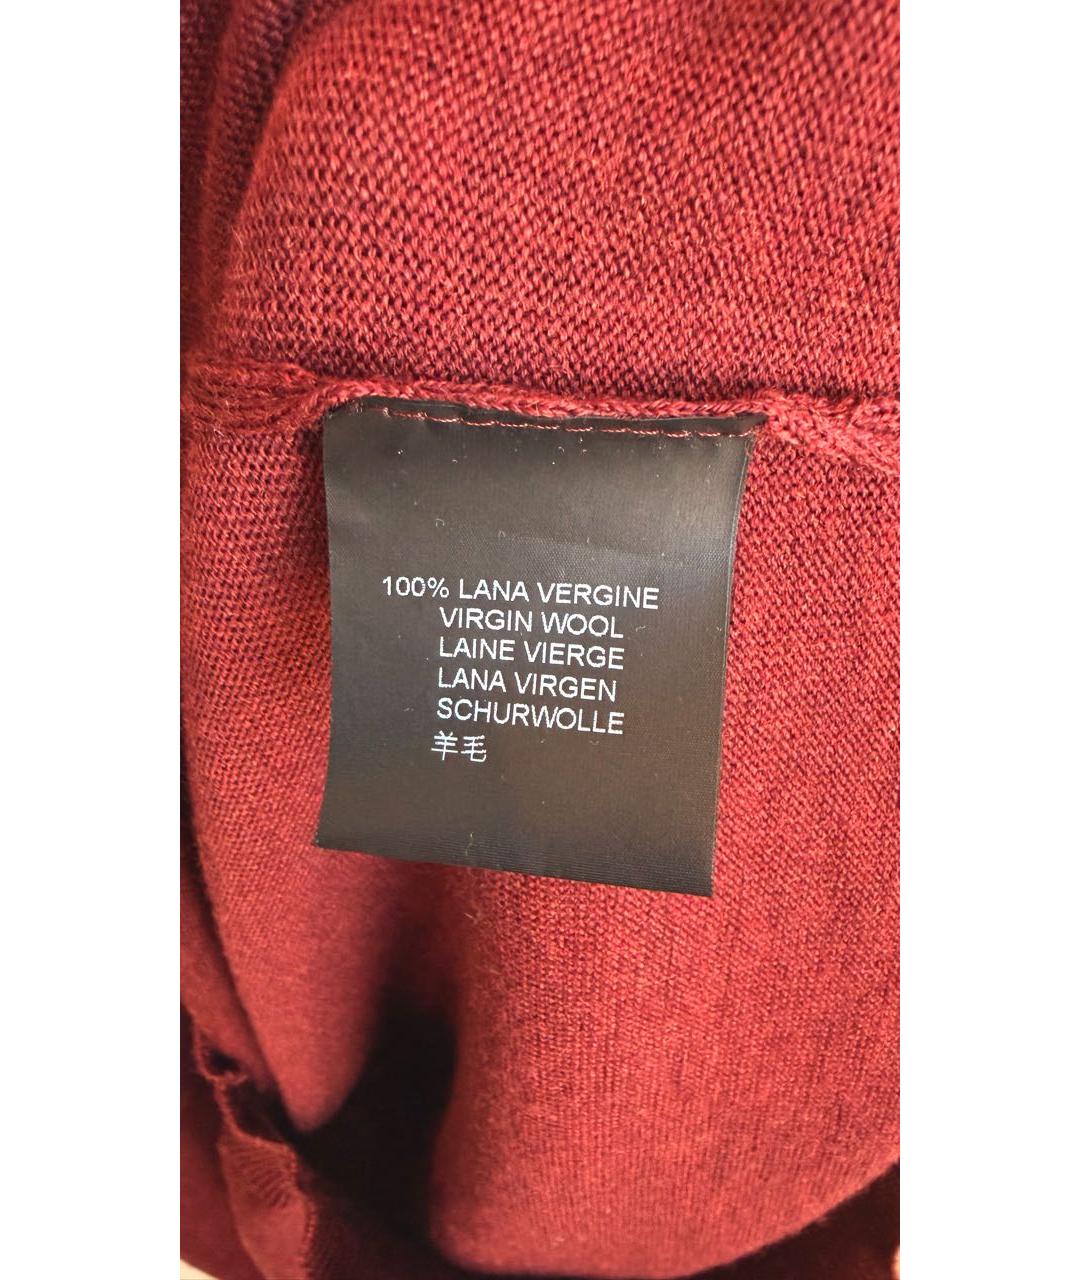 100% LANA VERGINE
VIRGIN WOOL
LAINE VIERGE
LANA VIRGEN
SCHURWOLLE
羊毛